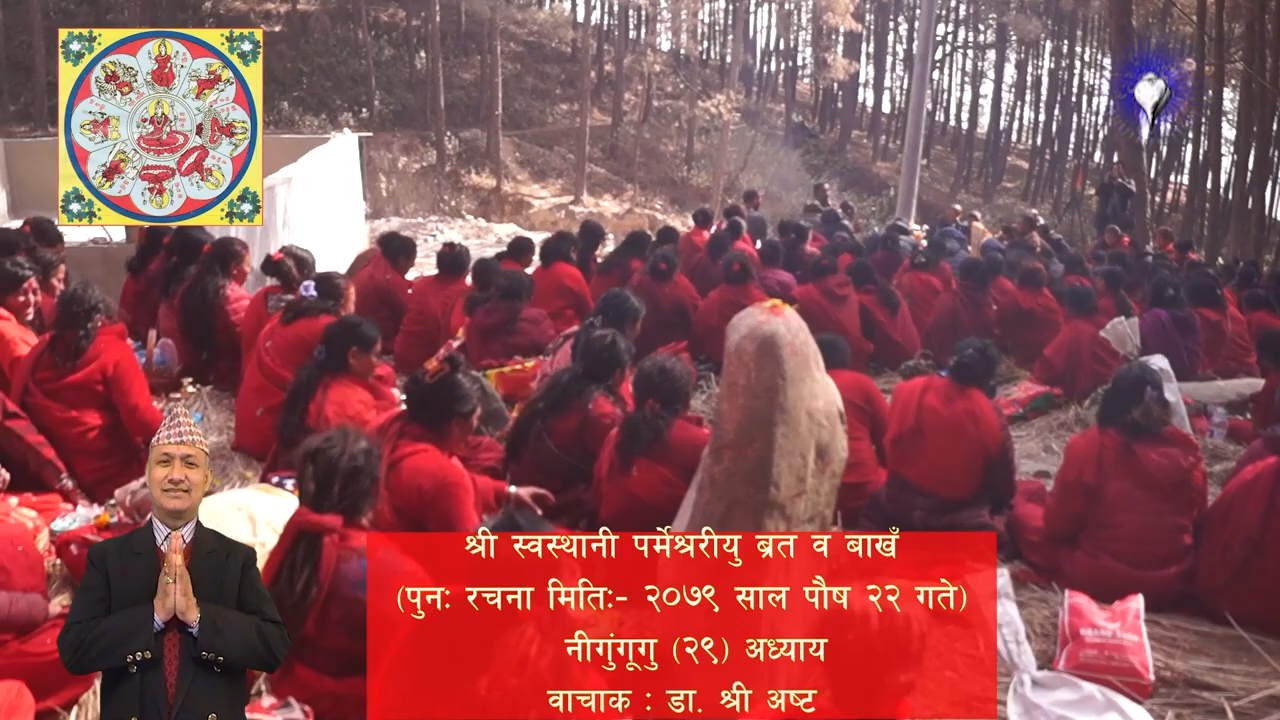 श्री स्वस्थानी पर्मेश्वरीयु ब्रत व बाखँ
(पुनः रचना मितिः- २०७९ साल पौष २२ गते)
नीगुंगूगु (२९) अध्याय
वाचाक : डा. श्री अष्ट